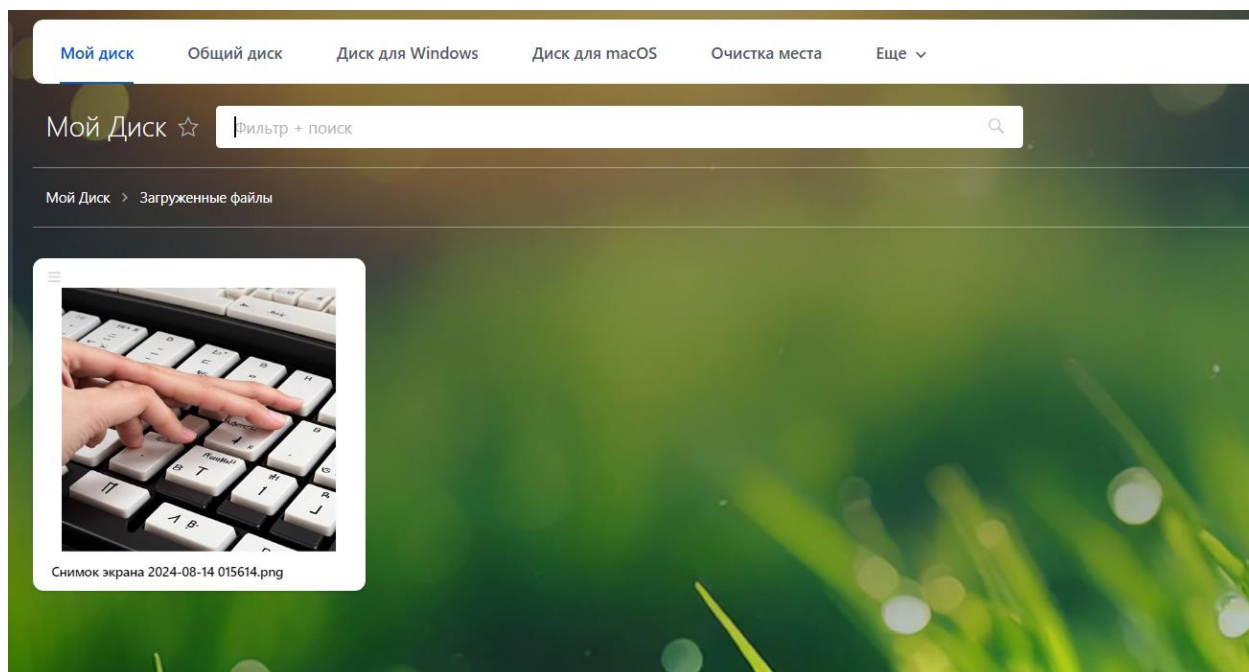 Мой диск Общий диск Диск для Windows Диск для macOS Очистка места Еще
Мой Диск Фильтр + поиск
Мой Диск > Загруженные файлы
Снимок экрана 2024-08-14 015614.png